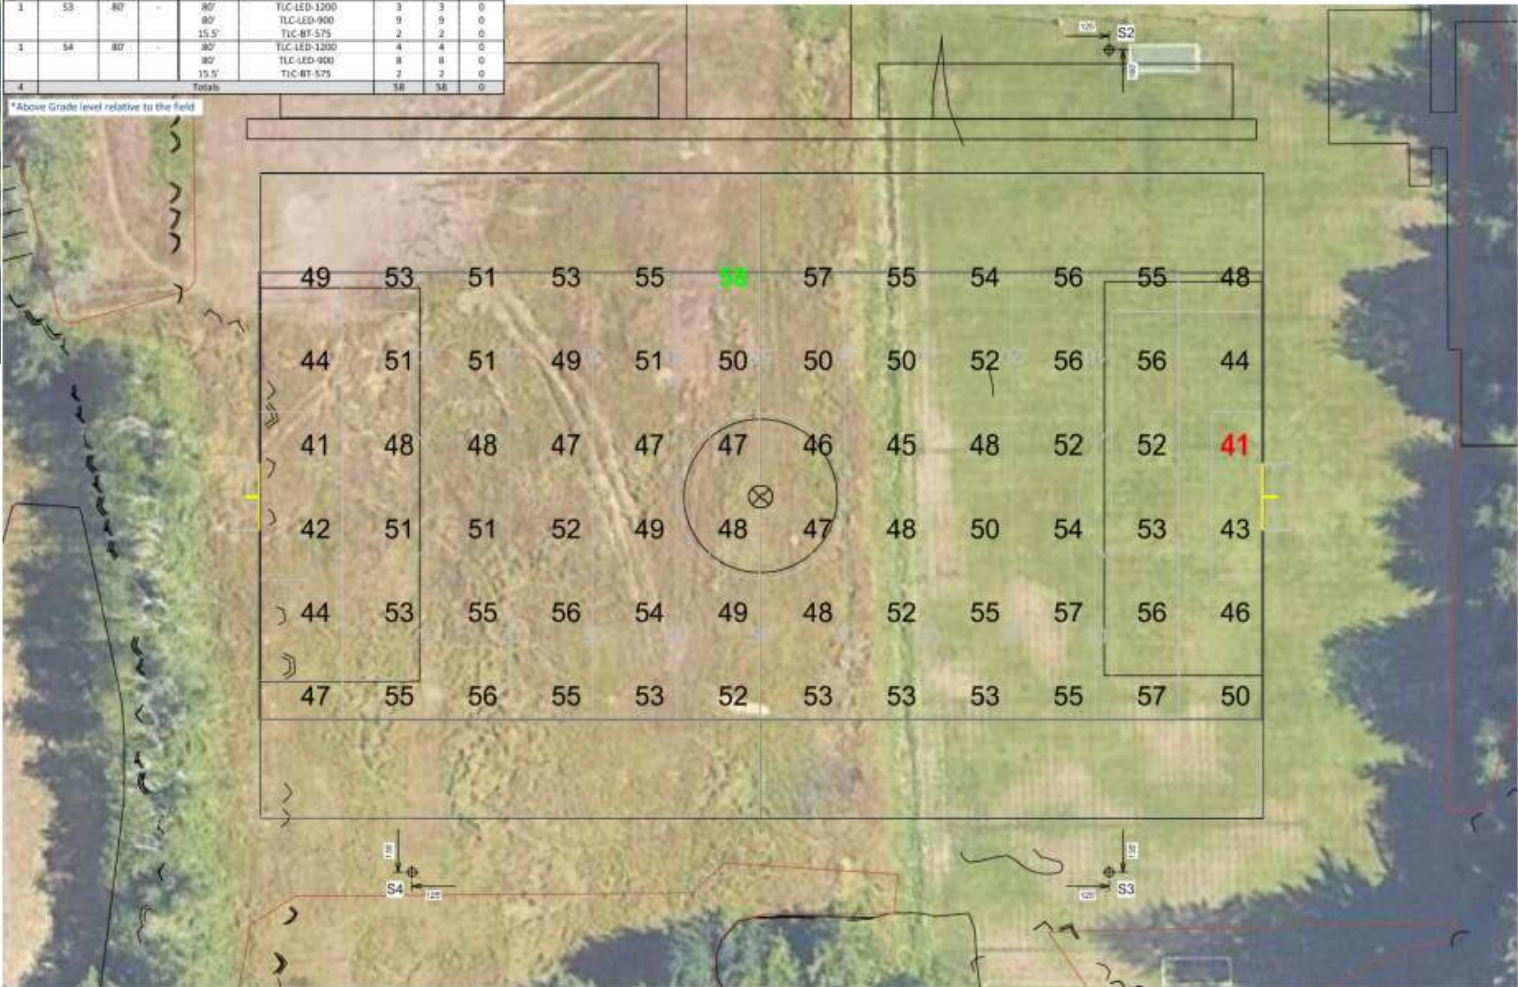 1 S3 80' - 80' TLC-LED-1200 3 3 0
80' TLC-LED-900 9 9 0
15.5' TLC-BT-575 2 2 0
1 S4 80' - 80' TLC-LED-1200 4 4 0
80' TLC-LED-900 8 8 0
15.5' TLC-BT-575 2 2 0
4 Totals 58 58 0
*Above Grade level relative to the field
125' S2
49 53 51 53 55 58 57 55 54 56 55 48
44 51 51 49 51 50 50 50 52 56 56 44
41 48 48 47 47 47 46 45 48 52 52 41
42 51 51 52 49 48 47 48 50 54 53 43
44 53 55 56 54 49 48 52 55 57 56 46
47 55 56 55 53 52 53 53 53 55 57 50
135' 135'
S4 125' 125' S3